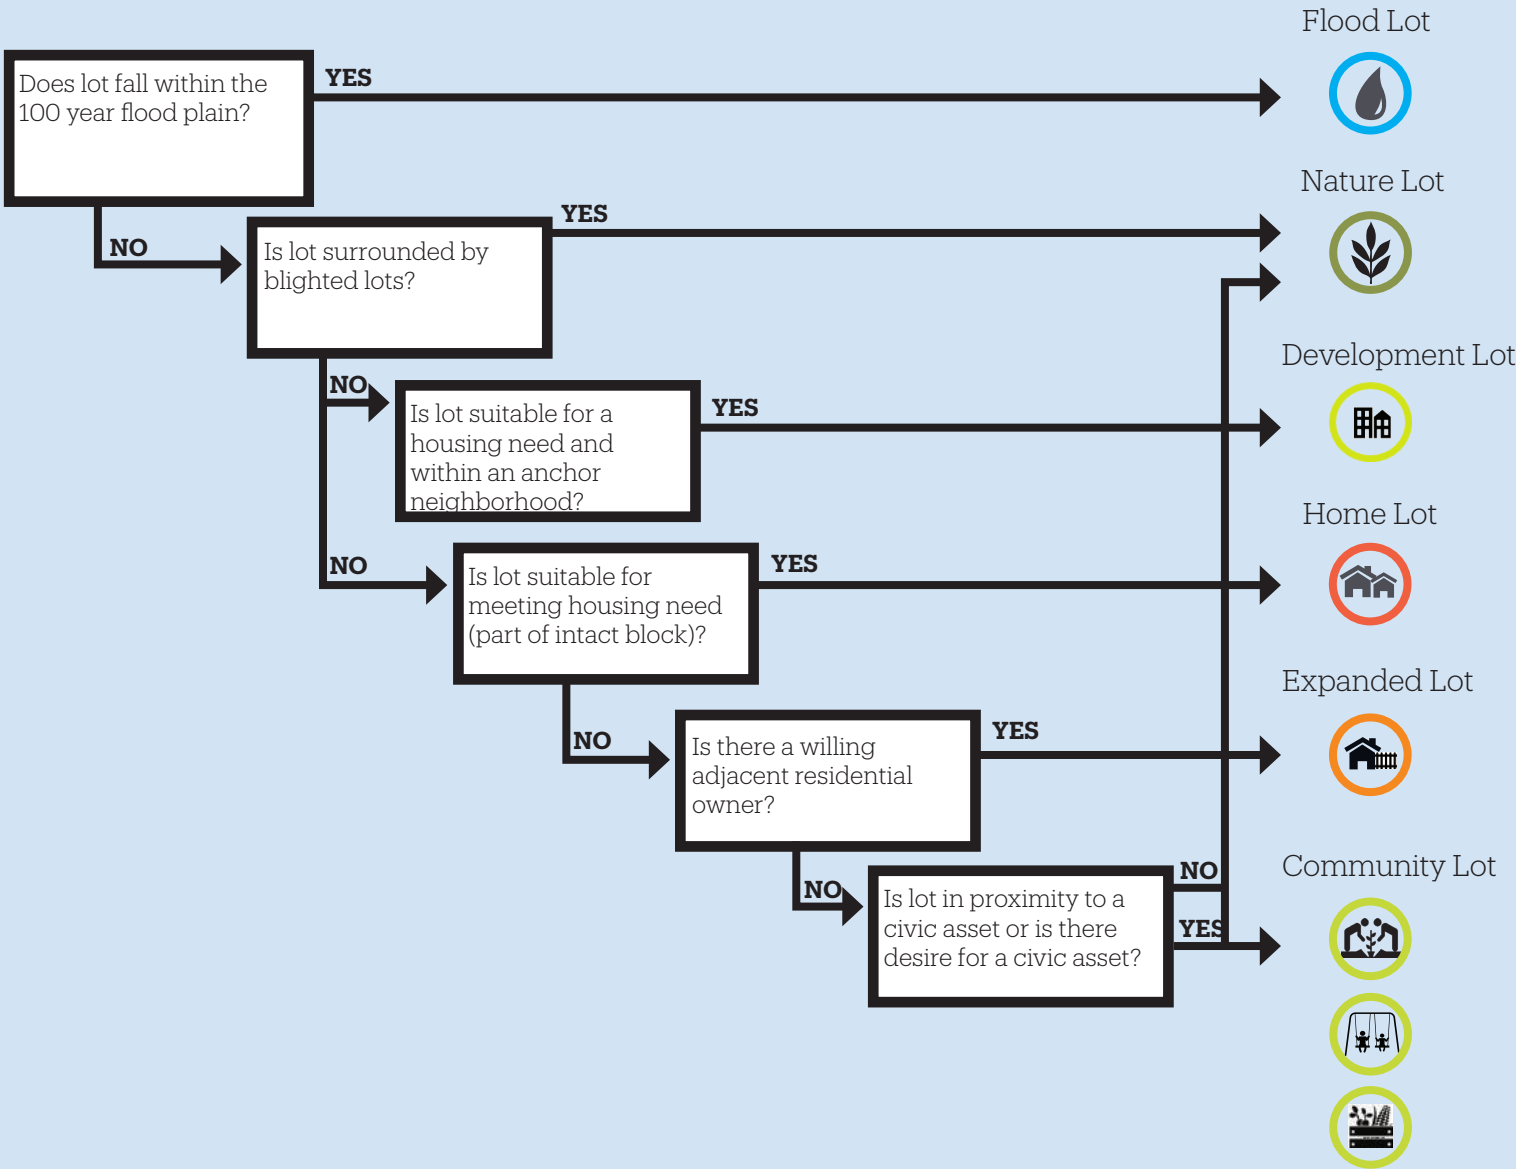 Flood Lot
Does lot fall within the
100 year flood plain?
YES
NO
Nature Lot
Is lot surrounded by
blighted lots?
YES
NO
Development Lot
Is lot suitable for a
housing need and
within an anchor
neighborhood?
YES
NO
Home Lot
Is lot suitable for
meeting housing need
(part of intact block)?
YES
NO
Expanded Lot
Is there a willing
adjacent residential
owner?
YES
NO
Community Lot
Is lot in proximity to a
civic asset or is there
desire for a civic asset?
NO
YES